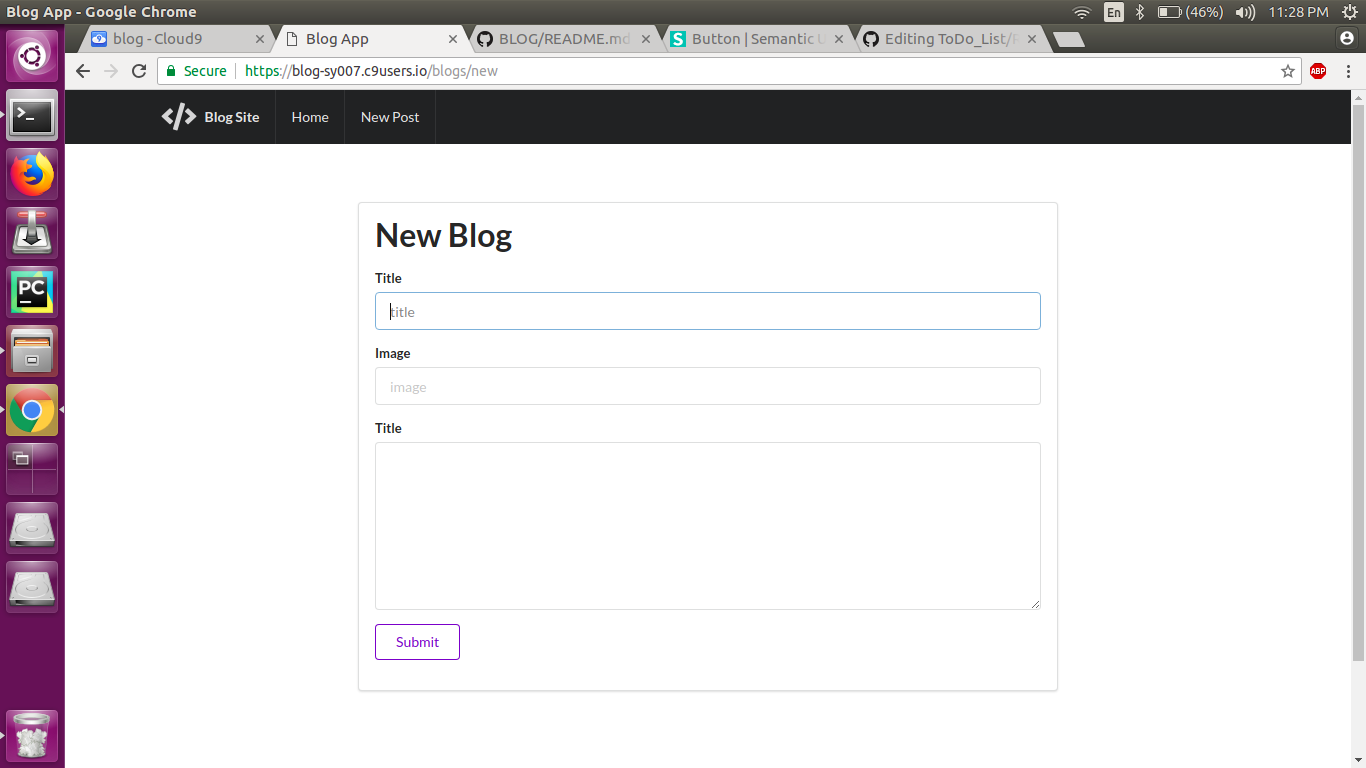 Blog App - Google Chrome
En
(46%)
11:28 PM
blog - Cloud9
Blog App
BLOG/README.md
Button | Semantic U
Editing ToDo_List/
Secure
https://blog-sy007.c9users.io/blogs/new
ABP
>_
PC
Blog Site
Home
New Post
New Blog
Title
title
Image
image
Title
Submit